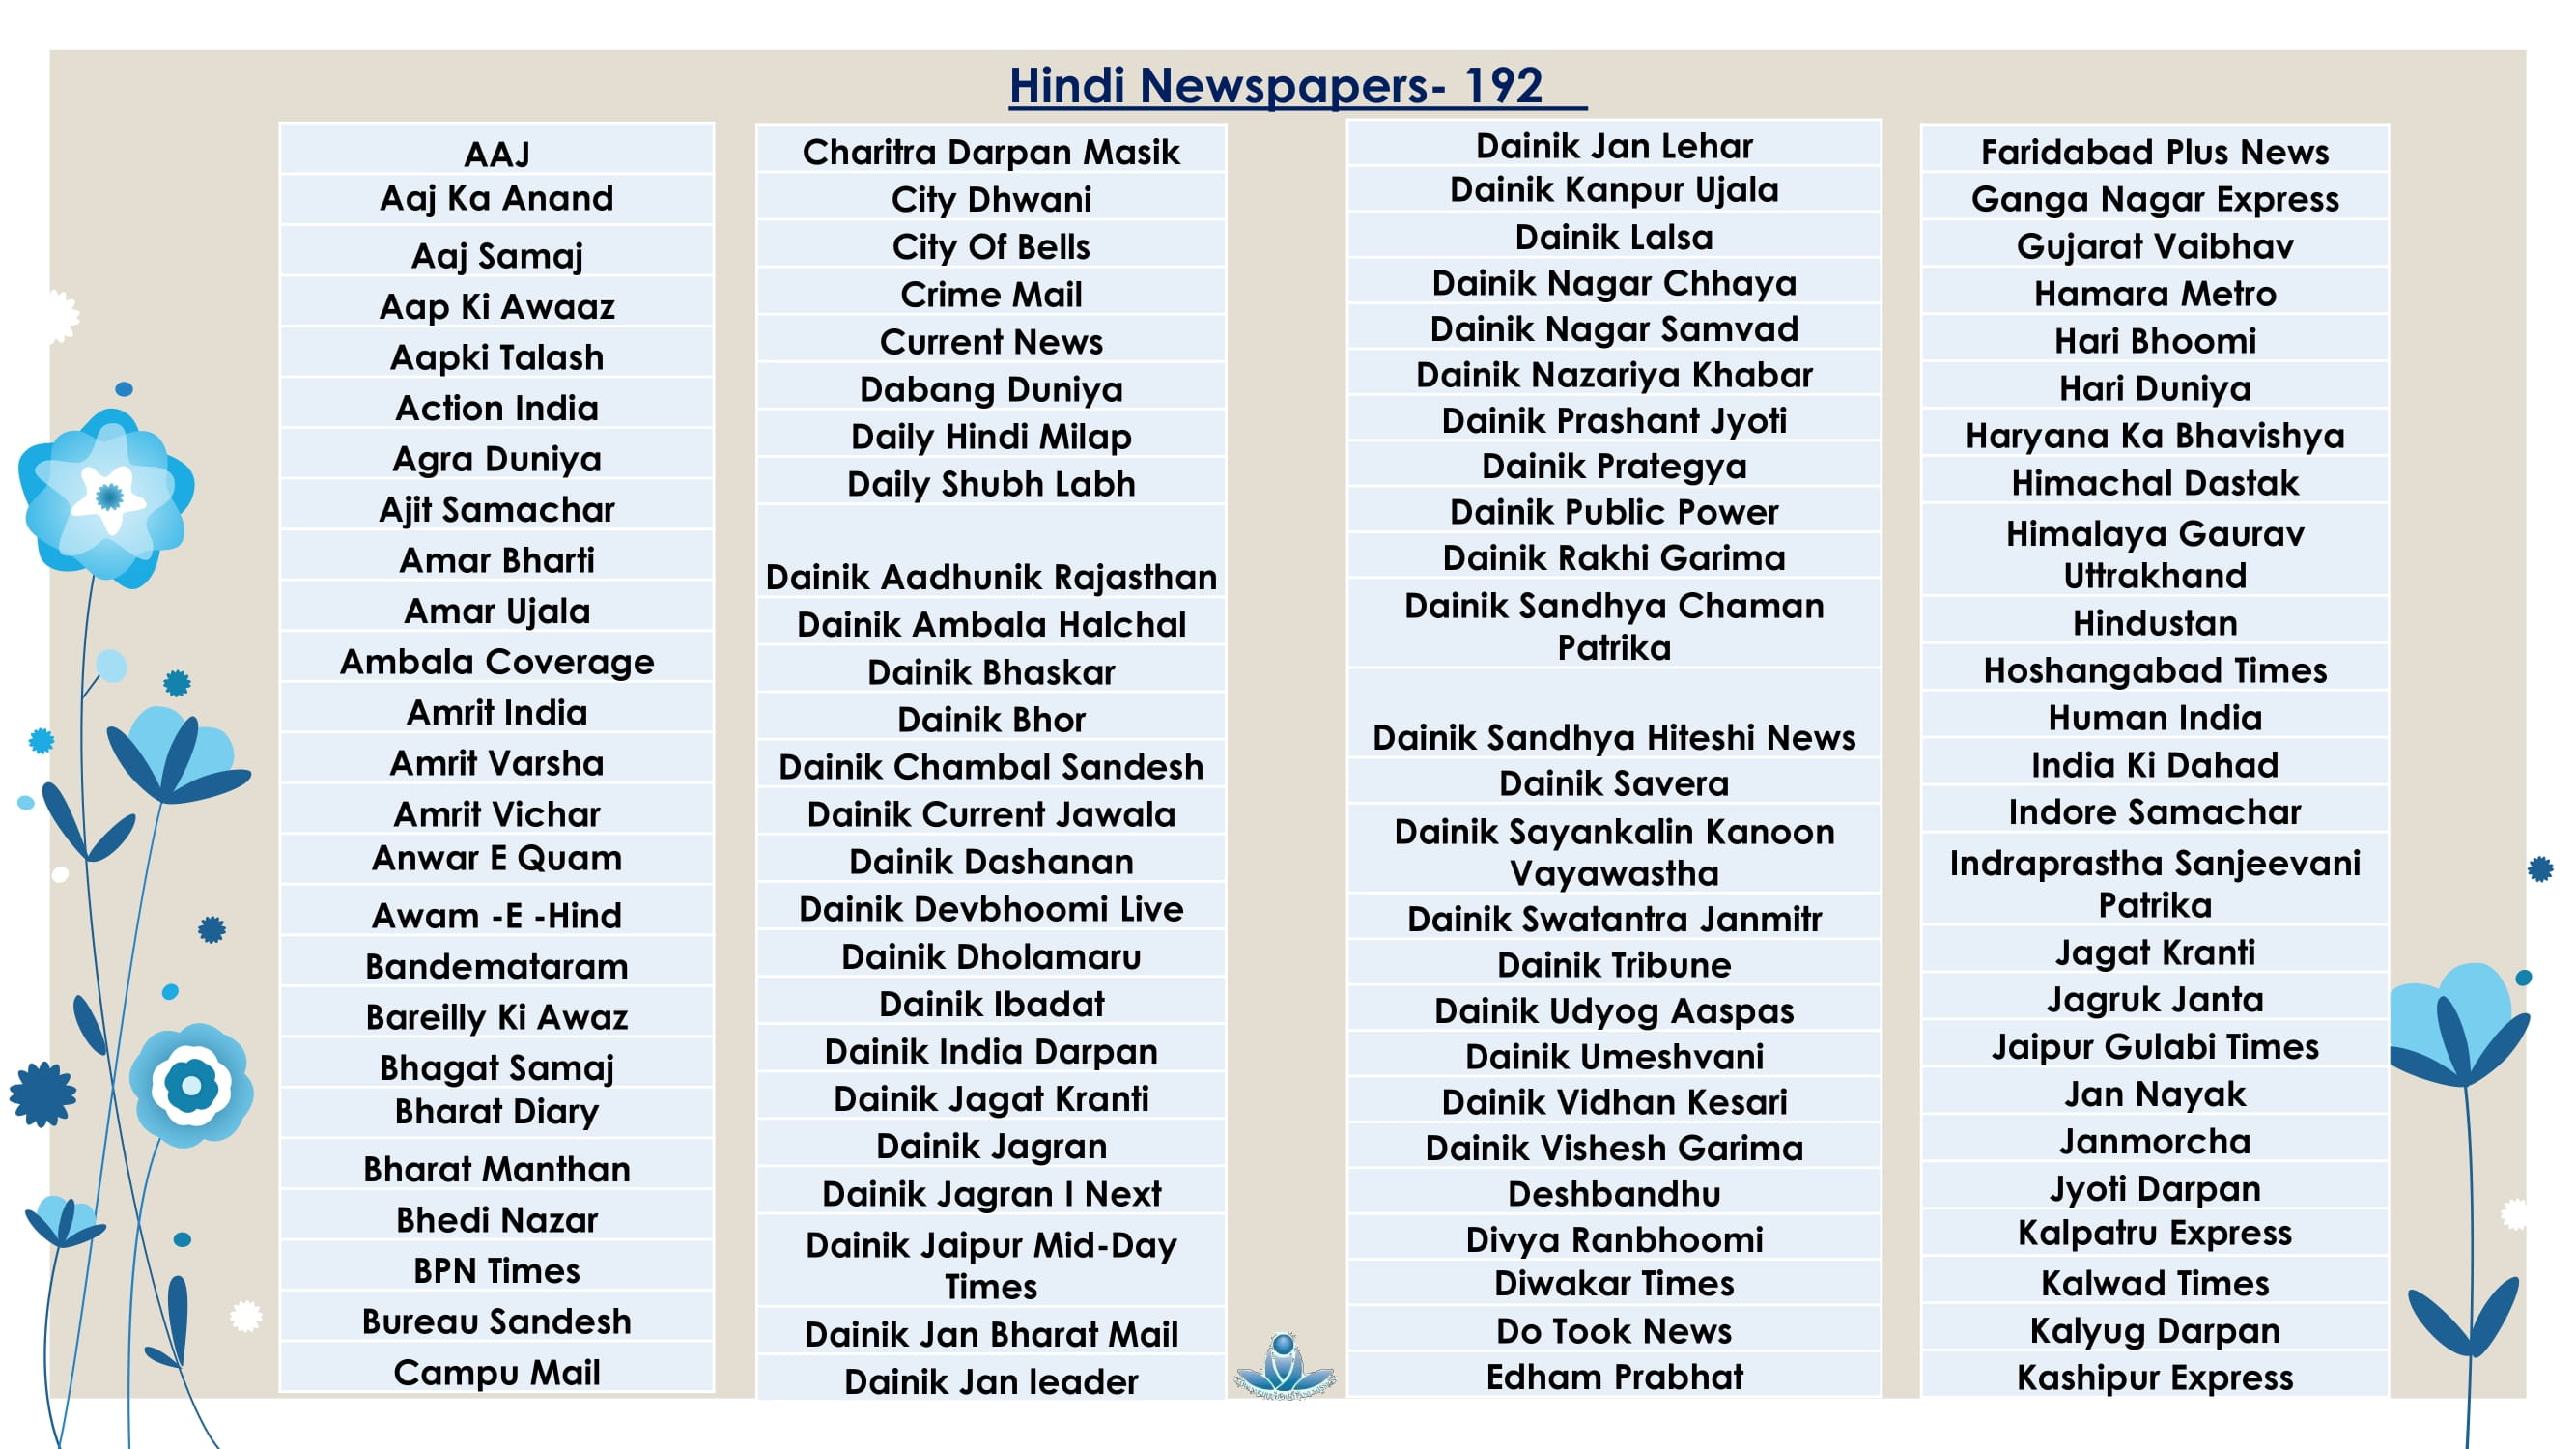 Hindi Newspapers- 192
AAJ
Aaj Ka Anand
Aaj Samaj
Aap Ki Awaaz
Aapki Talash
Action India
Agra Duniya
Ajit Samachar
Amar Bharti
Amar Ujala
Ambala Coverage
Amrit India
Amrit Varsha
Amrit Vichar
Anwar E Quam
Awam -E -Hind
Bandemataram
Bareilly Ki Awaz
Bhagat Samaj
Bharat Diary
Bharat Manthan
Bhedi Nazar
BPN Times
Bureau Sandesh
Campu Mail
Charitra Darpan Masik
City Dhwani
City Of Bells
Crime Mail
Current News
Dabang Duniya
Daily Hindi Milap
Daily Shubh Labh
Dainik Aadhunik Rajasthan
Dainik Ambala Halchal
Dainik Bhaskar
Dainik Bhor
Dainik Chambal Sandesh
Dainik Current Jawala
Dainik Dashanan
Dainik Devbhoomi Live
Dainik Dholamaru
Dainik Ibadat
Dainik India Darpan
Dainik Jagat Kranti
Dainik Jagran
Dainik Jagran I Next
Dainik Jaipur Mid-Day
Times
Dainik Jan Bharat Mail
Dainik Jan leader
Dainik Jan Lehar
Dainik Kanpur Ujala
Dainik Lalsa
Dainik Nagar Chhaya
Dainik Nagar Samvad
Dainik Nazariya Khabar
Dainik Prashant Jyoti
Dainik Prategya
Dainik Public Power
Dainik Rakhi Garima
Dainik Sandhya Chaman
Patrika
Dainik Sandhya Hiteshi News
Dainik Savera
Dainik Sayankalin Kanoon
Vayawastha
Dainik Swatantra Janmitr
Dainik Tribune
Dainik Udyog Aaspas
Dainik Umeshvani
Dainik Vidhan Kesari
Dainik Vishesh Garima
Deshbandhu
Divya Ranbhoomi
Diwakar Times
Do Took News
Edham Prabhat
Faridabad Plus News
Ganga Nagar Express
Gujarat Vaibhav
Hamara Metro
Hari Bhoomi
Hari Duniya
Haryana Ka Bhavishya
Himachal Dastak
Himalaya Gaurav
Uttrakhand
Hindustan
Hoshangabad Times
Human India
India Ki Dahad
Indore Samachar
Indraprastha Sanjeevani
Patrika
Jagat Kranti
Jagruk Janta
Jaipur Gulabi Times
Jan Nayak
Janmorcha
Jyoti Darpan
Kalpatru Express
Kalwad Times
Kalyug Darpan
Kashipur Express